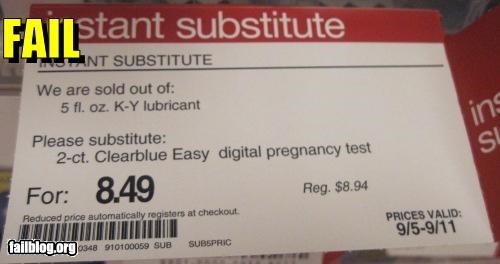 FAIL
instant substitute
INSTANT SUBSTITUTE
We are sold out of:
5 fl. oz. K-Y lubricant
Please substitute:
2-ct. Clearblue Easy digital pregnancy test
For: 8.49
Reg. $8.94
Reduced price automatically registers at checkout.
PRICES VALID:
9/5-9/11
0348 910100059 SUB SUB5PRIC
failblog.org